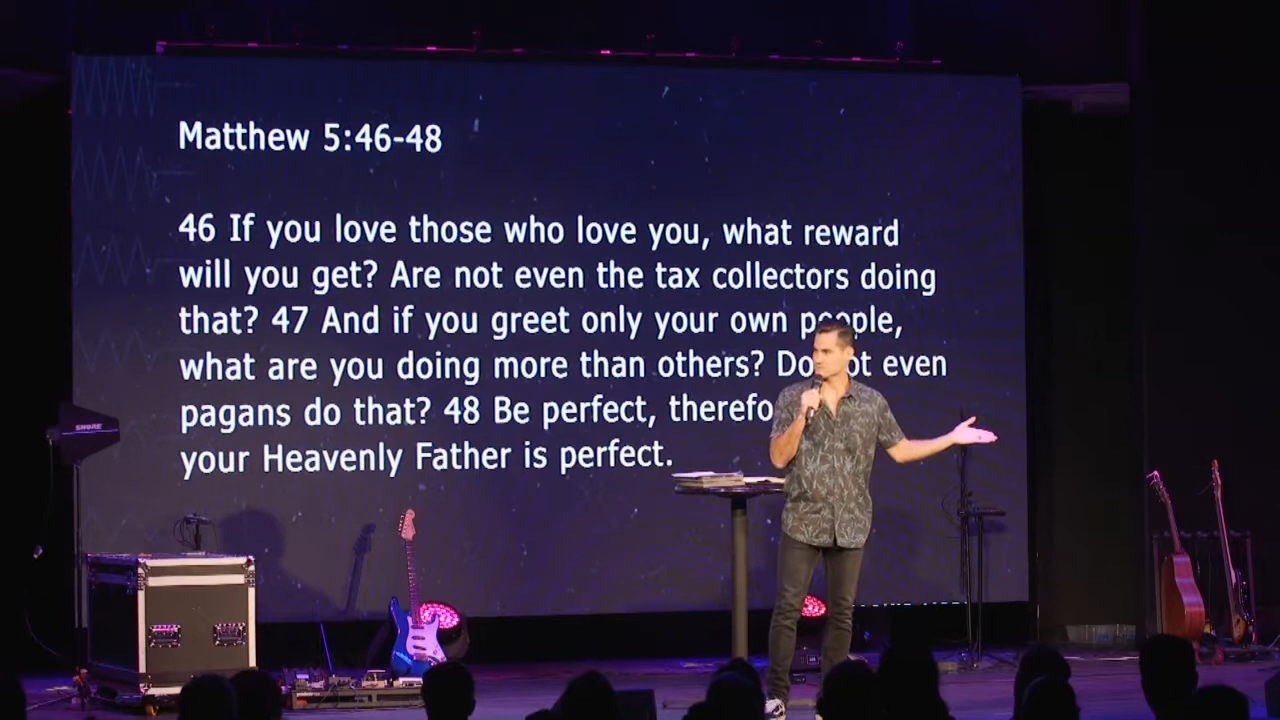 Matthew 5:46-48
46 If you love those who love you, what reward
will you get? Are not even the tax collectors doing
that? 47 And if you greet only your own people,
what are you doing more than others? Do not even
pagans do that? 48 Be perfect,
your Heavenly Father is perfect.
SHURE